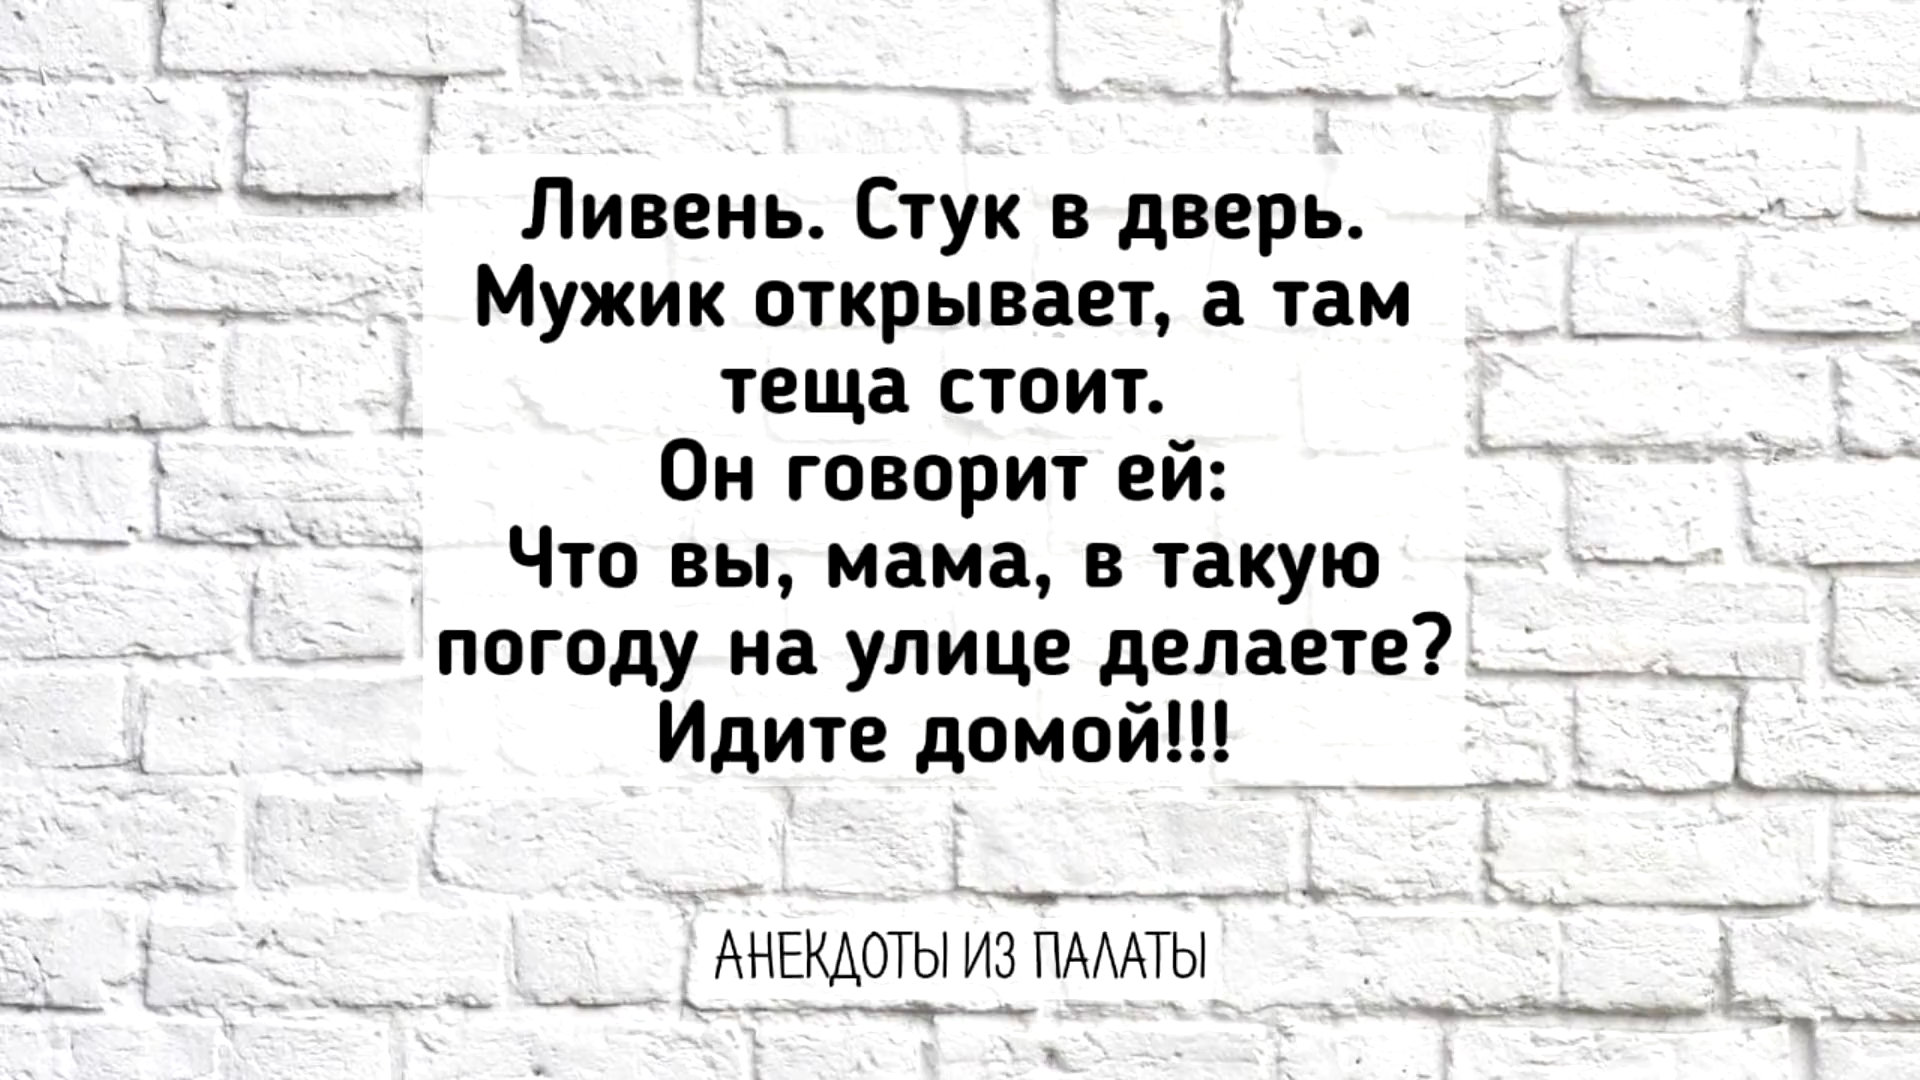 Ливень. Стук в дверь.
Мужик открывает, а там
теща стоит.
Он говорит ей:
Что вы, мама, в такую
погоду на улице делаете?
Идите домой!!!
АНЕКДОТЫ ИЗ ПАЛАТЫ